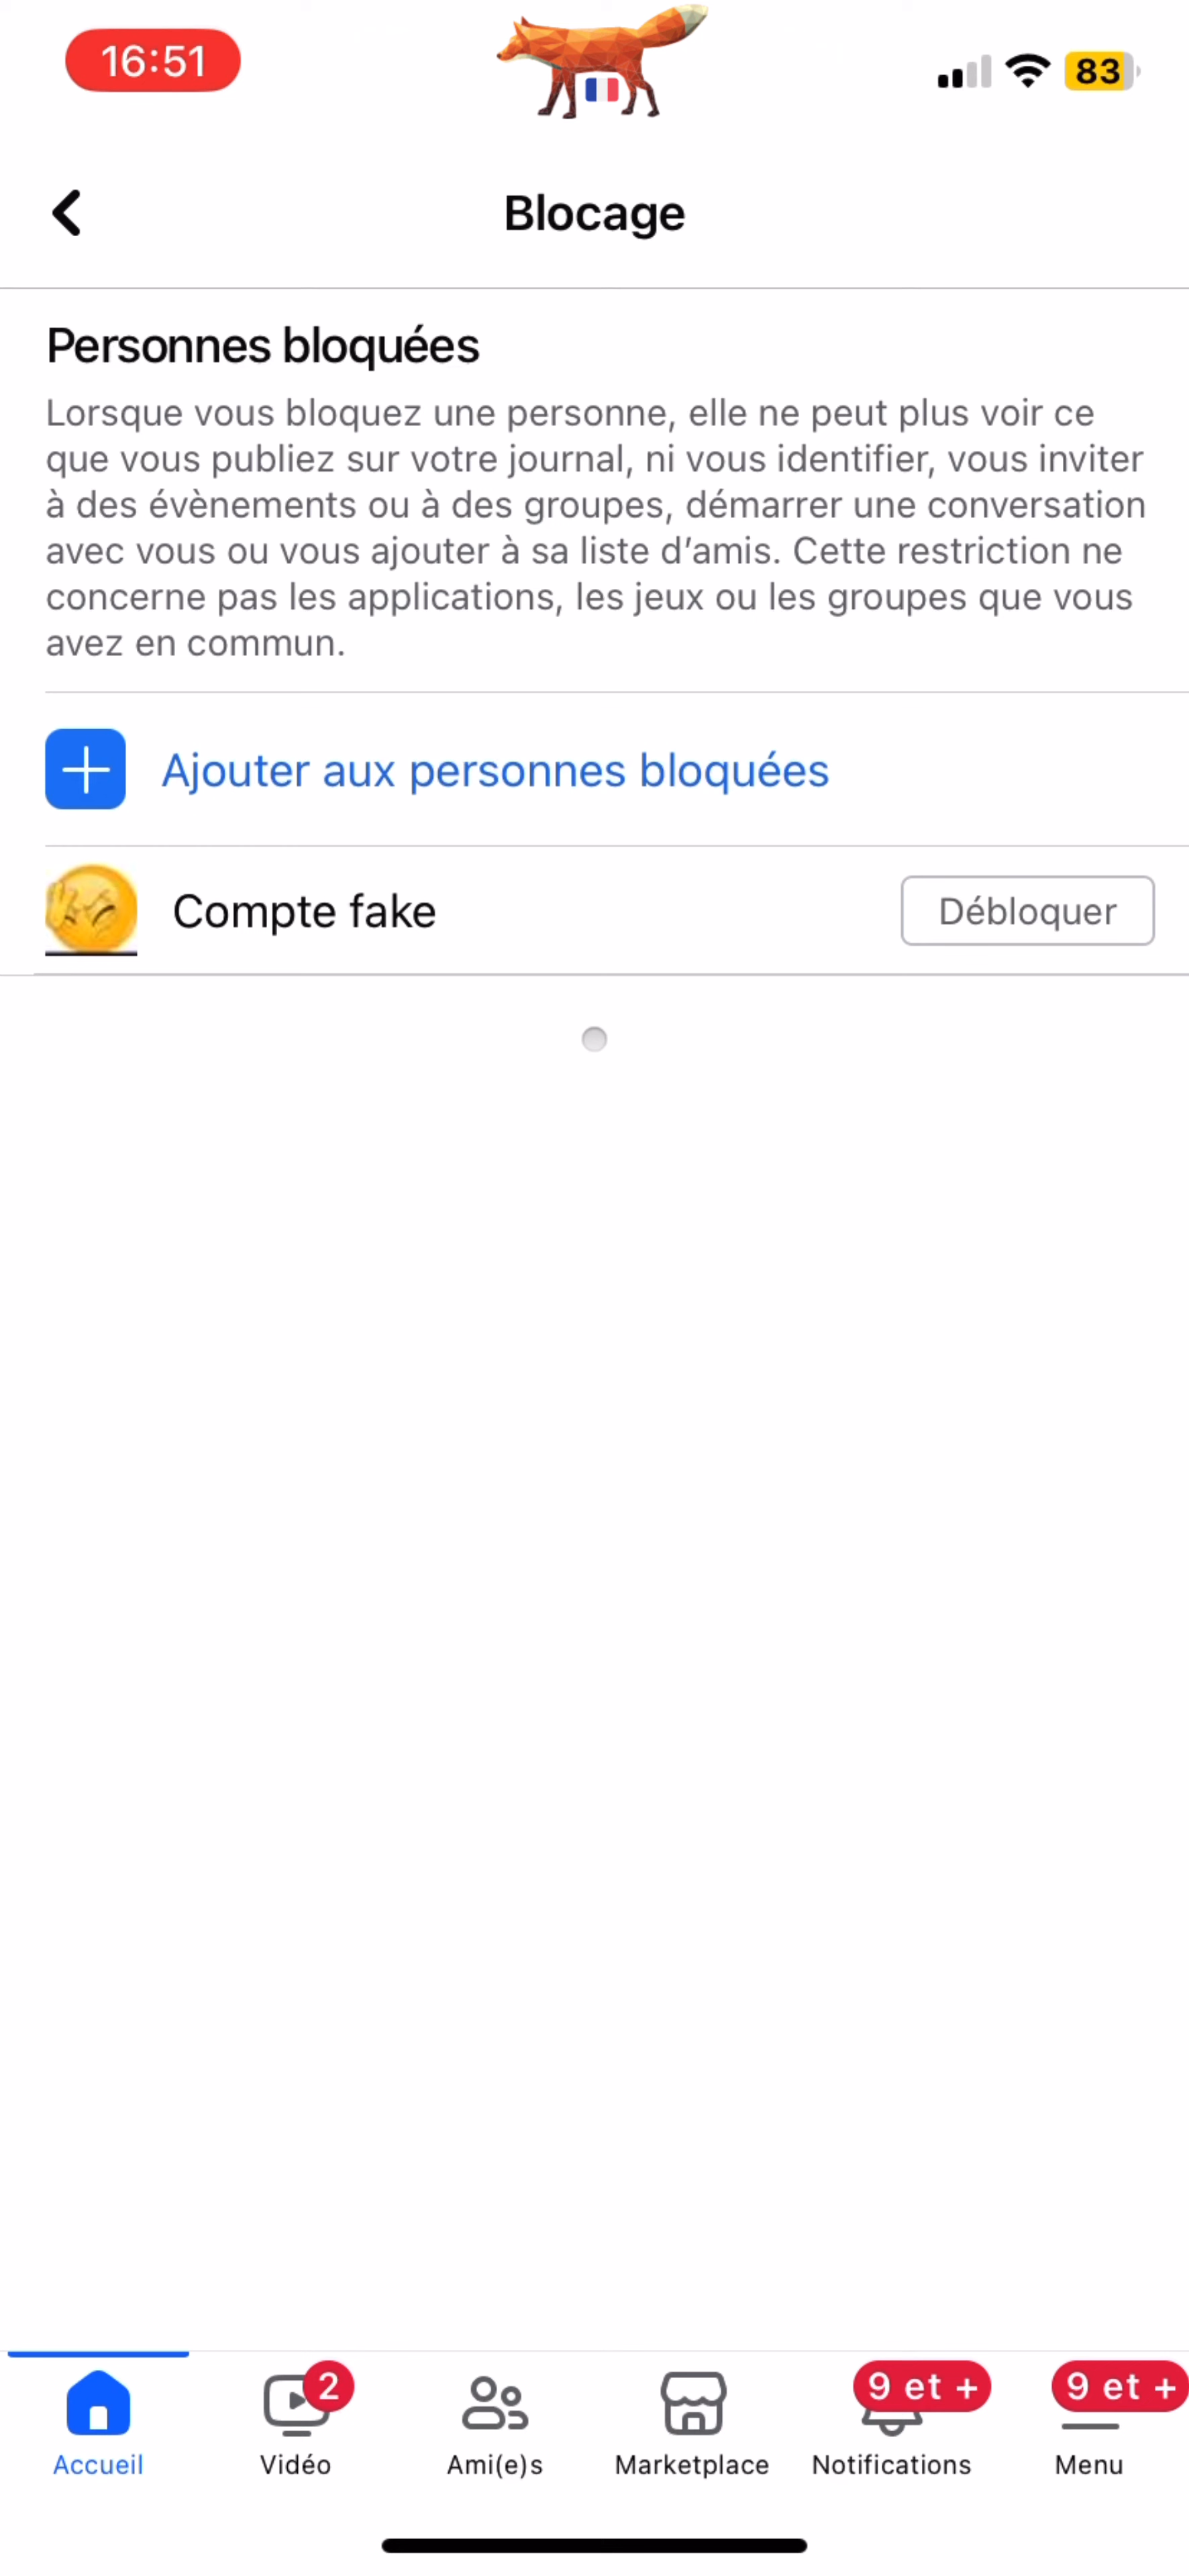 16:51
83
Blocage
Personnes bloquées
Lorsque vous bloquez une personne, elle ne peut plus voir ce
que vous publiez sur votre journal, ni vous identifier, vous inviter
à des évènements ou à des groupes, démarrer une conversation
avec vous ou vous ajouter à sa liste d’amis. Cette restriction ne
concerne pas les applications, les jeux ou les groupes que vous
avez en commun.
Ajouter aux personnes bloquées
Compte fake
Débloquer
2
9 et +
9 et +
Accueil
Vidéo
Ami(e)s
Marketplace
Notifications
Menu